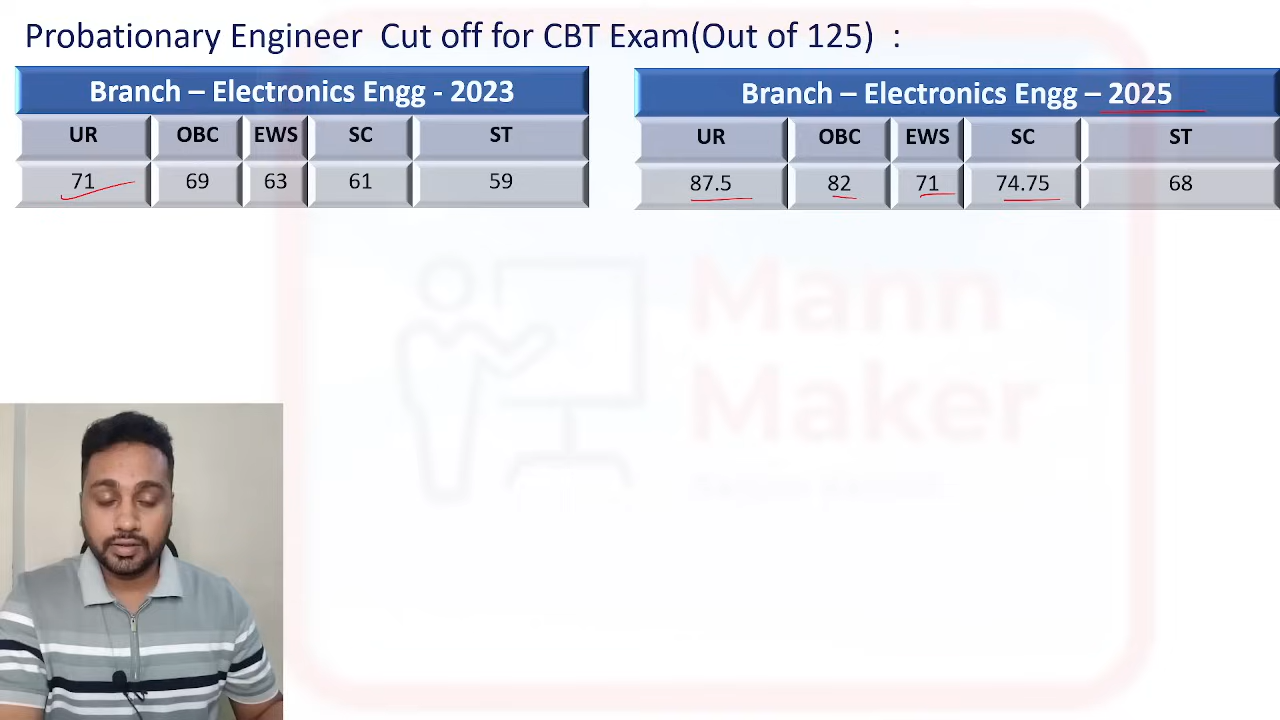 Probationary Engineer Cut off for CBT Exam(Out of 125) :
Branch – Electronics Engg - 2023
UR OBC EWS SC ST
71 69 63 61 59
Branch – Electronics Engg – 2025
UR OBC EWS SC ST
87.5 82 71 74.75 68
Mann
Maker